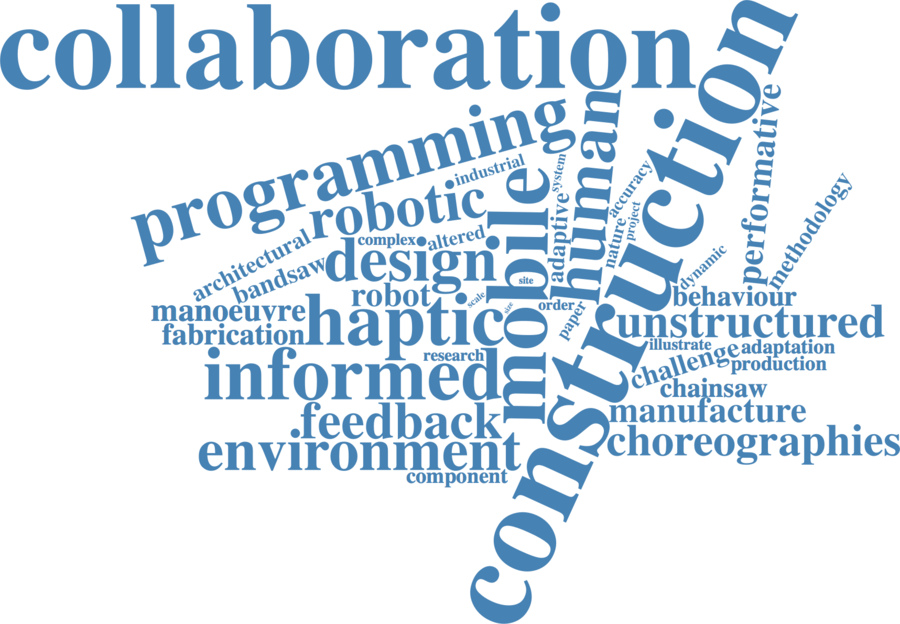 collaboration
construction
programming
human
performative
industrial
system
accuracy
robotic
mobile
adaptive
nature
project
methodology
architectural
complex
altered
design
bandsaw
dynamic
site
robot
scale
size
order
behaviour
manoeuvre
haptic
paper
unstructured
fabrication
illustrate
adaptation
research
challenge
production
informed
chainsaw
feedback
manufacture
environment
choreographies
component